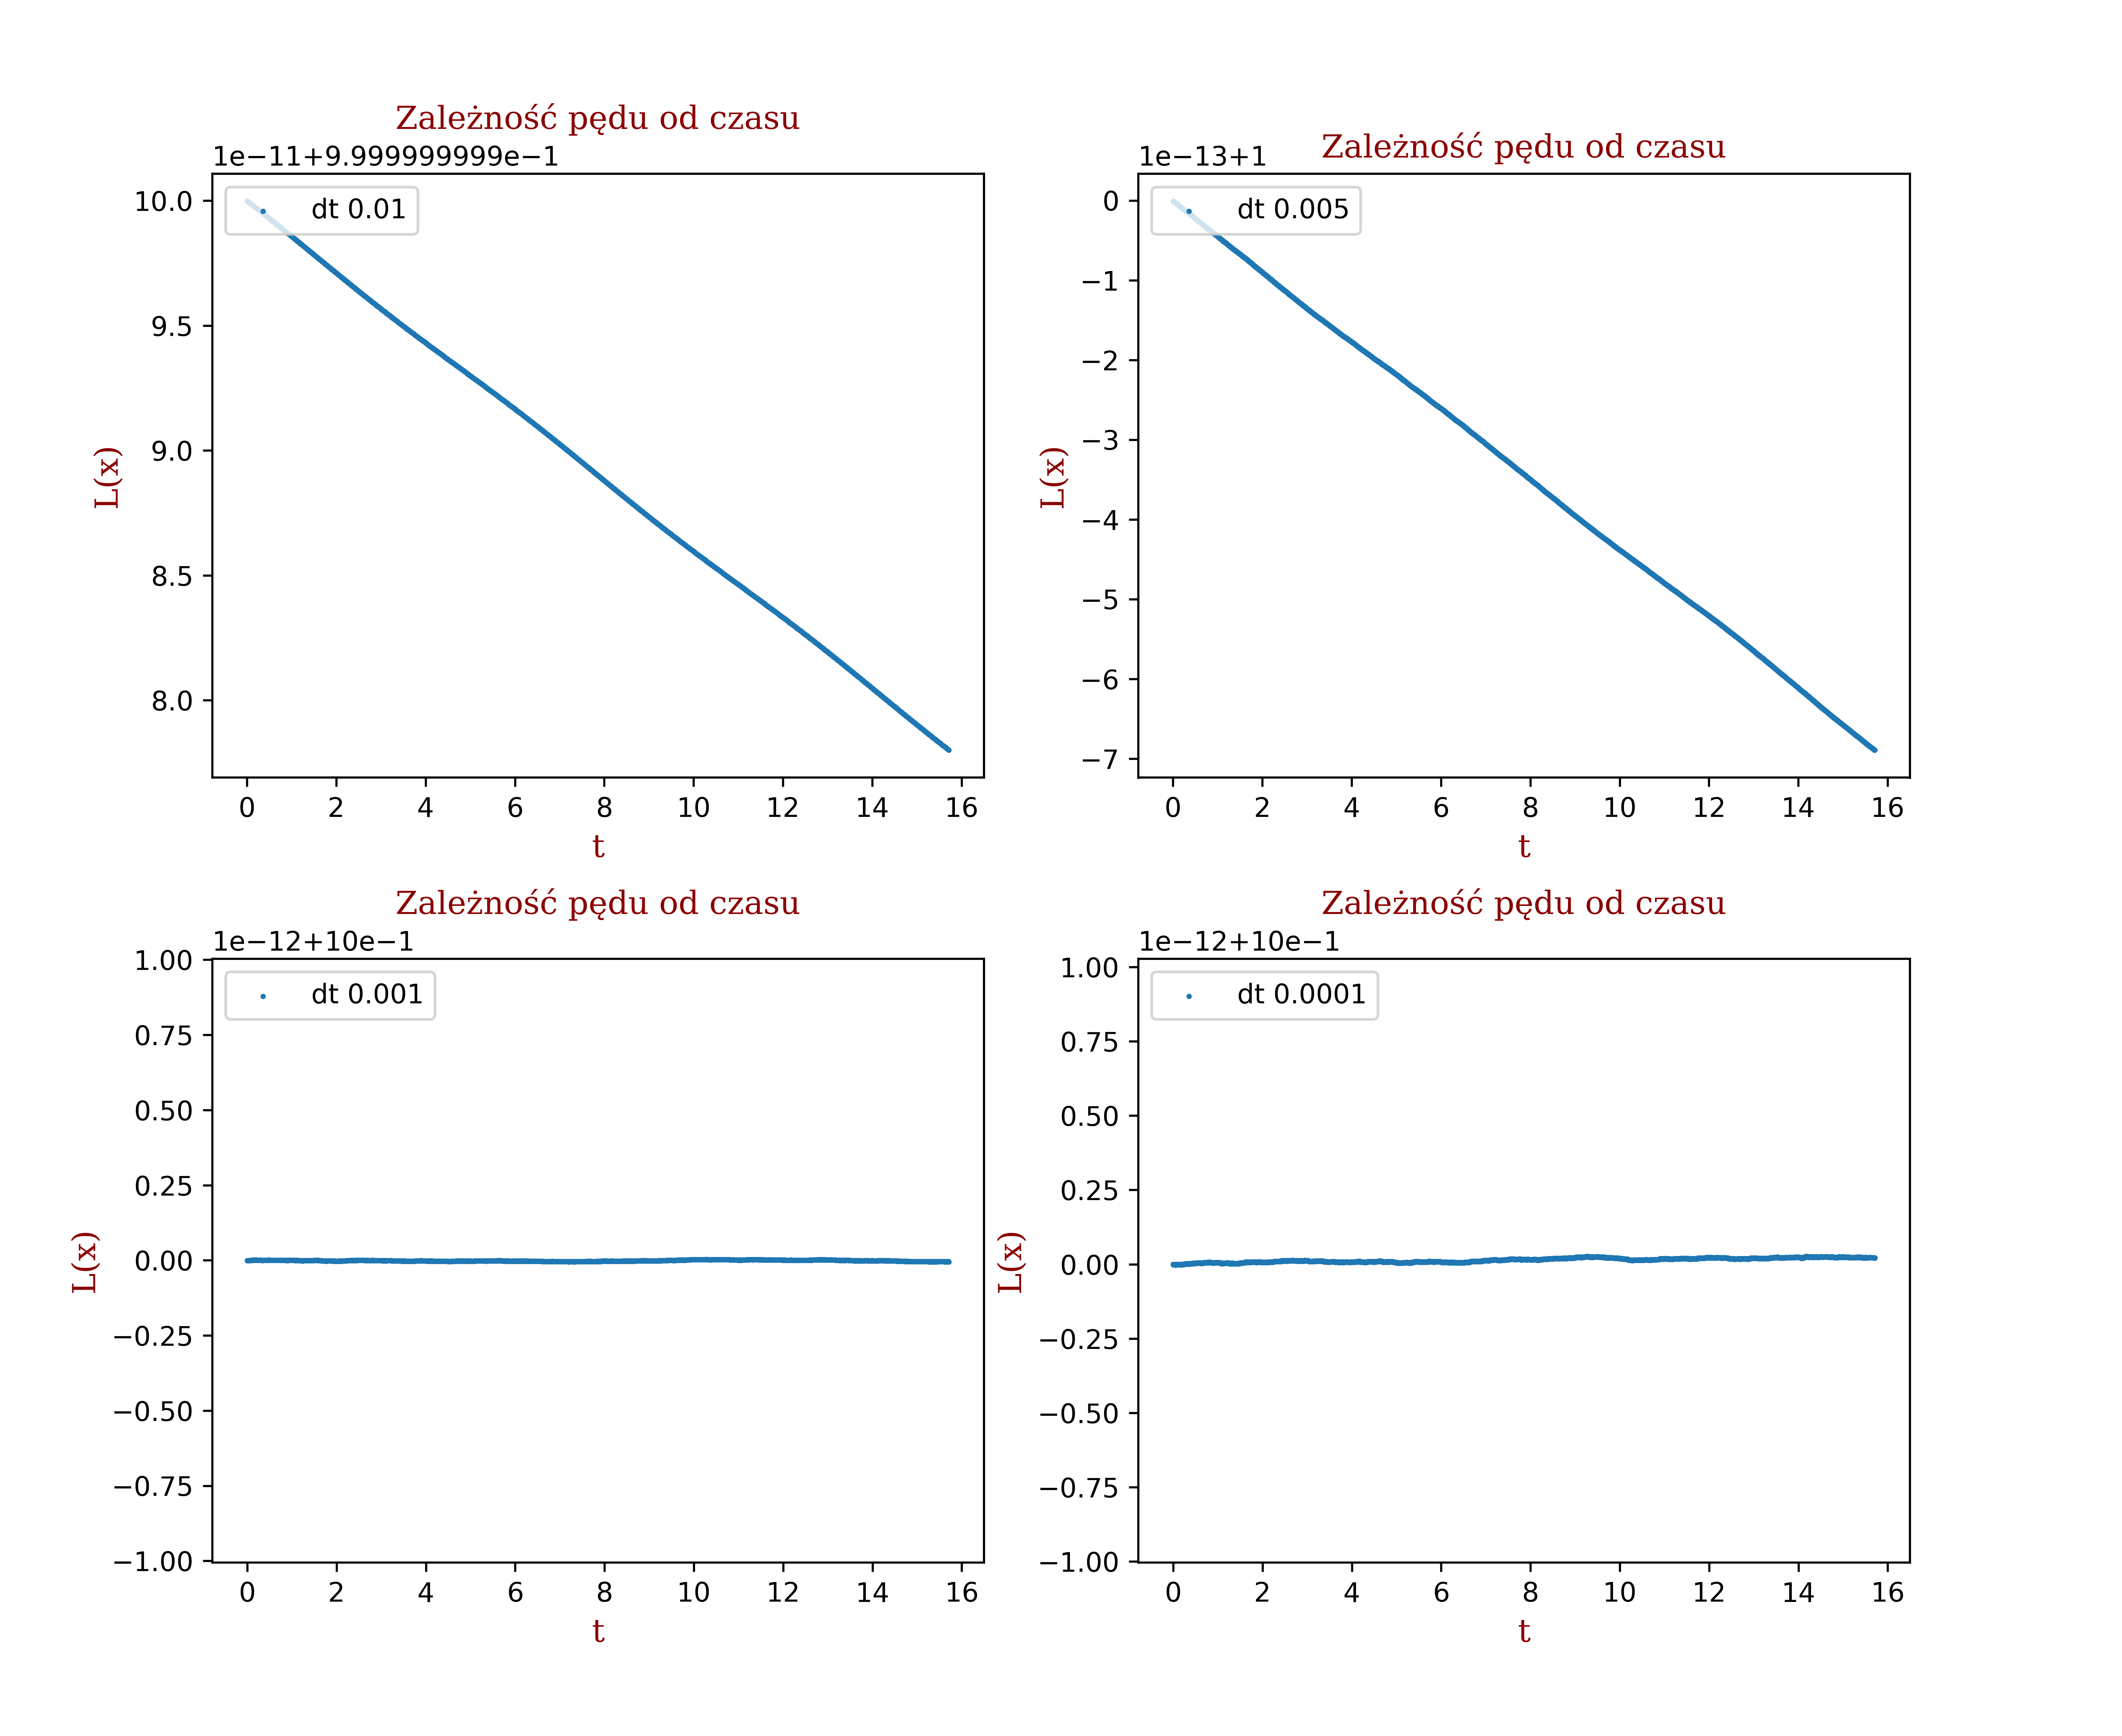 Zależność pędu od czasu
1e−11+9.999999999e−1
dt 0.01
10.0
9.5
9.0
8.5
8.0
L(x)
0 2 4 6 8 10 12 14 16
t
Zależność pędu od czasu
1e−13+1
dt 0.005
0
−1
−2
−3
−4
−5
−6
−7
L(x)
0 2 4 6 8 10 12 14 16
t
Zależność pędu od czasu
1e−12+10e−1
dt 0.001
1.00
0.75
0.50
0.25
0.00
−0.25
−0.50
−0.75
−1.00
L(x)
0 2 4 6 8 10 12 14 16
t
Zależność pędu od czasu
1e−12+10e−1
dt 0.0001
1.00
0.75
0.50
0.25
0.00
−0.25
−0.50
−0.75
−1.00
L(x)
0 2 4 6 8 10 12 14 16
t